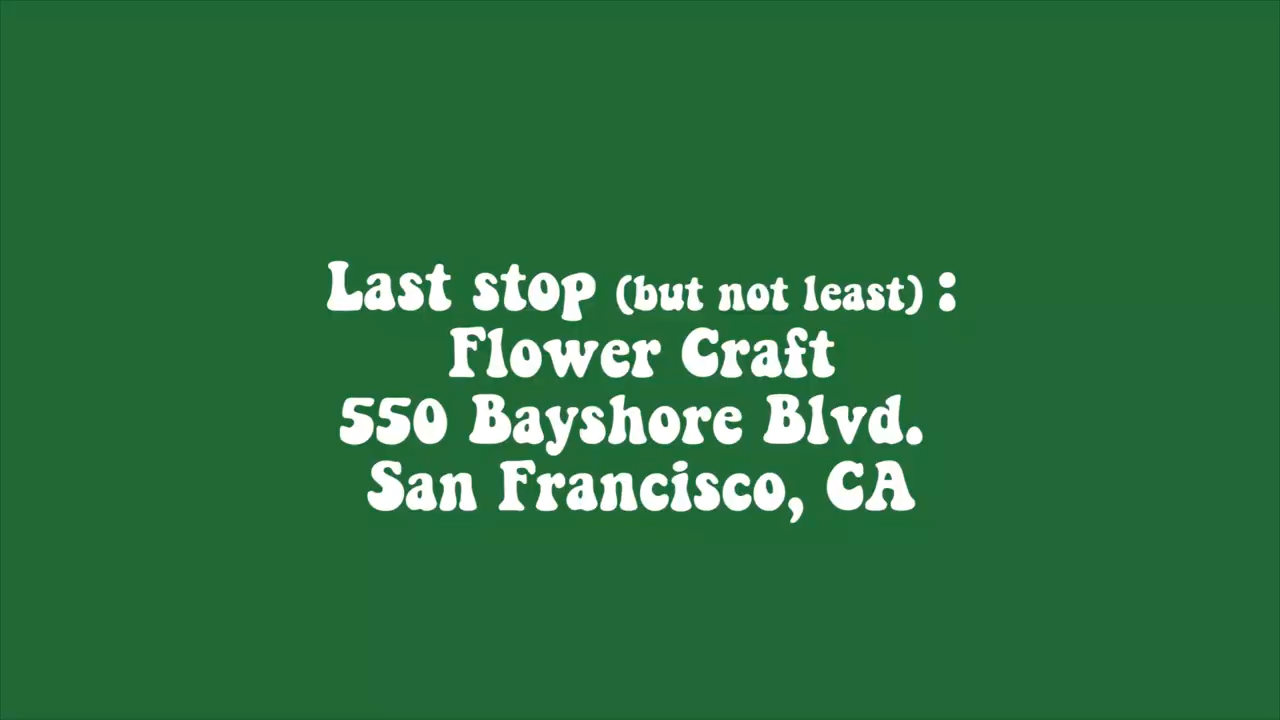 Last stop (but not least) :
Flower Craft
550 Bayshore Blvd.
San Francisco, CA